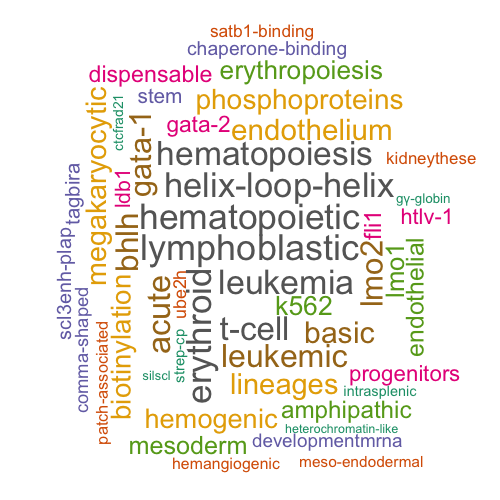 satb1-binding
chaperone-binding
dispensable
erythropoiesis
stem
phosphoproteins
ctcfrad21
megakaryocytic
gata-1
gata-2
endothelium
hematopoiesis
kidneythese
helix-loop-helix
tagbira
ldb1
gy-globin
hematopoietic
fli1
htlv-1
bhlh
lymphoblastic
lmo2
lmo1
endothelial
scl3enh-plap
comma-shaped
biotinylation
acute
ube2h
erythroid
leukemia
k562
t-cell
basic
strep-cp
silscl
patch-associated
leukemic
lineages
progenitors
intrasplenic
hemogenic
amphipathic
heterochromatin-like
mesoderm
developmentmrna
hemangiogenic
meso-endodermal